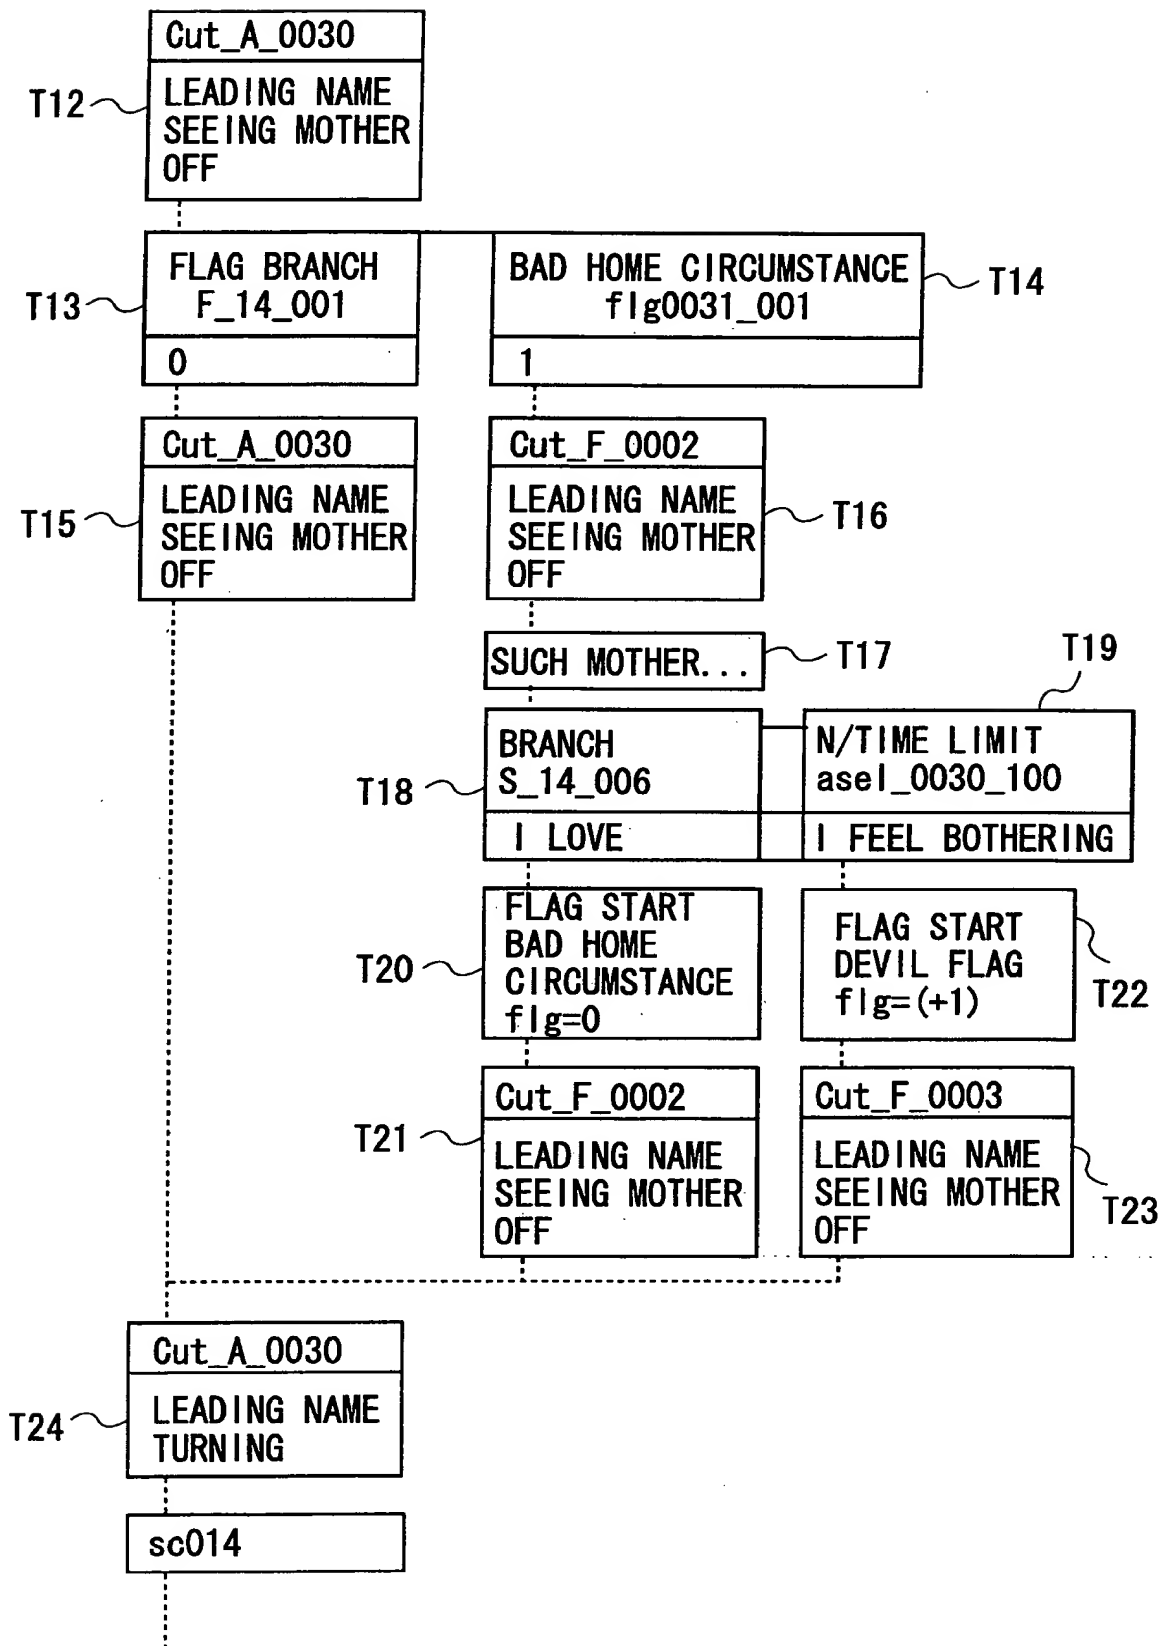 Cut_A_0030
T12
LEADING NAME
SEEING MOTHER
OFF
T13
FLAG BRANCH
F_14_001
0
BAD HOME CIRCUMSTANCE
flg0031_001
1
T14
Cut_A_0030
T15
LEADING NAME
SEEING MOTHER
OFF
Cut_F_0002
LEADING NAME
SEEING MOTHER
OFF
T16
SUCH MOTHER...
T17
T19
T18
BRANCH
S_14_006
I LOVE
N/TIME LIMIT
asel_0030_100
I FEEL BOTHERING
T20
FLAG START
BAD HOME
CIRCUMSTANCE
flg=0
FLAG START
DEVIL FLAG
flg=(+1)
T22
Cut_F_0002
T21
LEADING NAME
SEEING MOTHER
OFF
Cut_F_0003
LEADING NAME
SEEING MOTHER
OFF
T23
Cut_A_0030
T24
LEADING NAME
TURNING
sc014